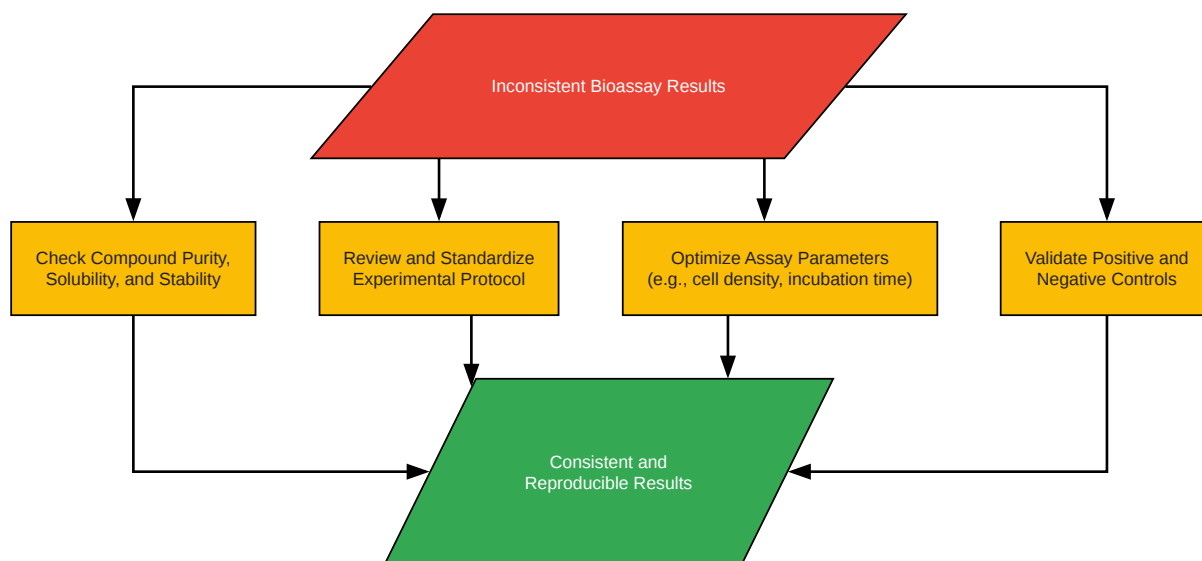 Inconsistent Bioassay Results
Check Compound Purity,
Solubility, and Stability
Review and Standardize
Experimental Protocol
Optimize Assay Parameters
(e.g., cell density, incubation time)
Validate Positive and
Negative Controls
Consistent and
Reproducible Results